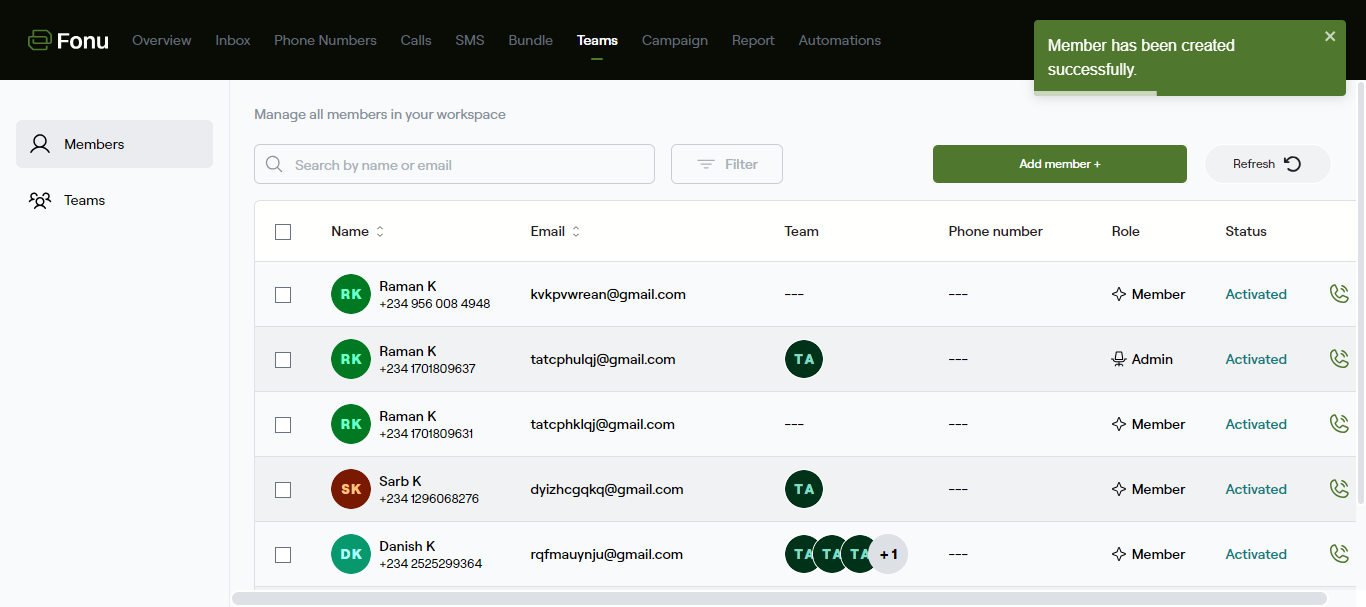 Fonu Overview Inbox Phone Numbers Calls SMS Bundle Teams Campaign Report Automations
Member has been created
successfully.
Members
Teams
Manage all members in your workspace
Search by name or email Filter Add member + Refresh
Name Email Team Phone number Role Status
RK Raman K
+234 956 008 4948
kvkpvwrean@gmail.com --- --- Member Activated
RK Raman K
+234 1701809637
tatcphulqj@gmail.com TA --- Admin Activated
RK Raman K
+234 1701809631
tatcphklqj@gmail.com --- --- Member Activated
SK Sarb K
+234 1296068276
dyizhcgqkq@gmail.com TA --- Member Activated
DK Danish K
+234 2525299364
rqfmauynju@gmail.com TA TA TA +1 --- Member Activated